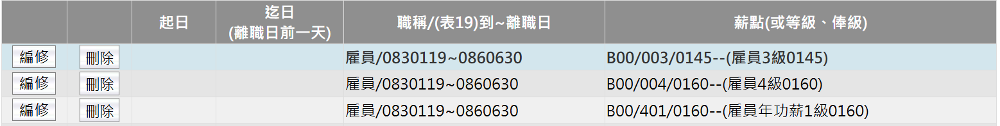 起日 迄日 職稱/(表19)到~離職日 薪點(或等級、俸級)
(離職日前一天)
編修 刪除 雇員/0830119~0860630 B00/003/0145--(雇員3級0145)
編修 刪除 雇員/0830119~0860630 B00/004/0160--(雇員4級0160)
編修 刪除 雇員/0830119~0860630 B00/401/0160--(雇員年功薪1級0160)